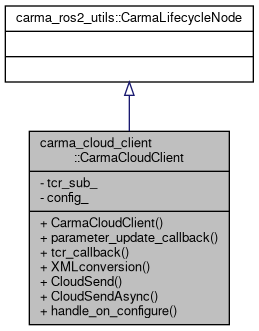 carma_ros2_utils::CarmaLifecycleNode
carma_cloud_client
::CarmaCloudClient
- tcr_sub_
- config_
+ CarmaCloudClient()
+ parameter_update_callback()
+ tcr_callback()
+ XMLconversion()
+ CloudSend()
+ CloudSendAsync()
+ handle_on_configure()